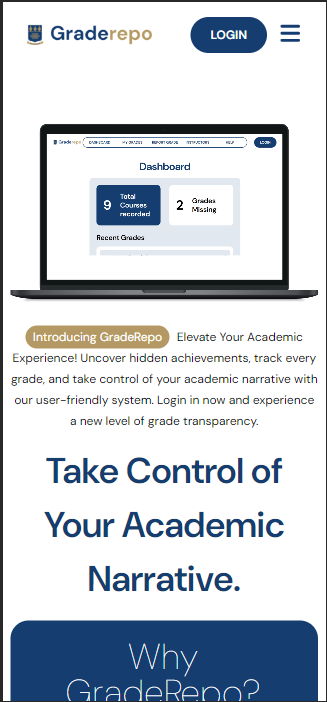 Graderepo
LOGIN
Graderepo DASHBOARD MY GRADES REPORT GRADE INSTRUCTORS HELP LOGIN
Dashboard
9 Total Courses recorded
2 Grades Missing
Recent Grades
Introducing GradeRepo Elevate Your Academic
Experience! Uncover hidden achievements, track every
grade, and take control of your academic narrative with
our user-friendly system. Login in now and experience
a new level of grade transparency.
Take Control of
Your Academic
Narrative.
Why
GradeRepo?